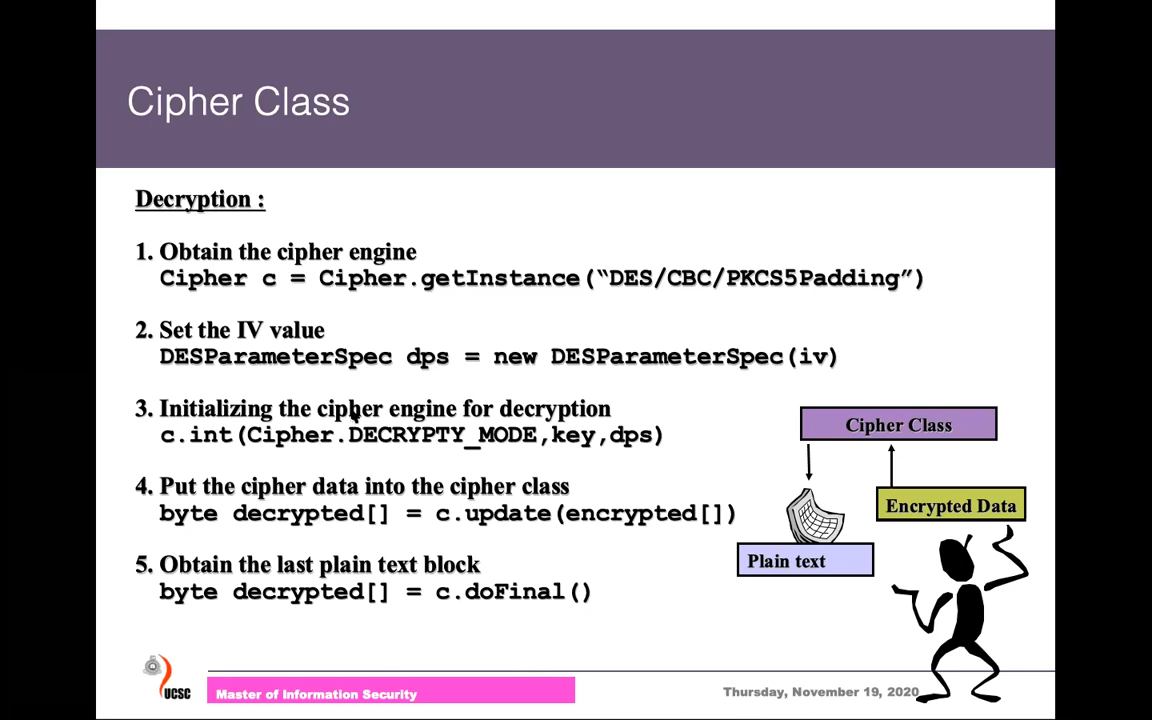 Cipher Class
Decryption :
1. Obtain the cipher engine
Cipher c = Cipher.getInstance(“DES/CBC/PKCS5Padding”)
2. Set the IV value
DESParameterSpec dps = new DESParameterSpec(iv)
3. Initializing the cipher engine for decryption
c.int(Cipher.DECRYPTY_MODE,key,dps)
4. Put the cipher data into the cipher class
byte decrypted[] = c.update(encrypted[])
5. Obtain the last plain text block
byte decrypted[] = c.doFinal()
Cipher Class
Encrypted Data
Plain text
UCSC
Master of Information Security
Thursday, November 19, 2020